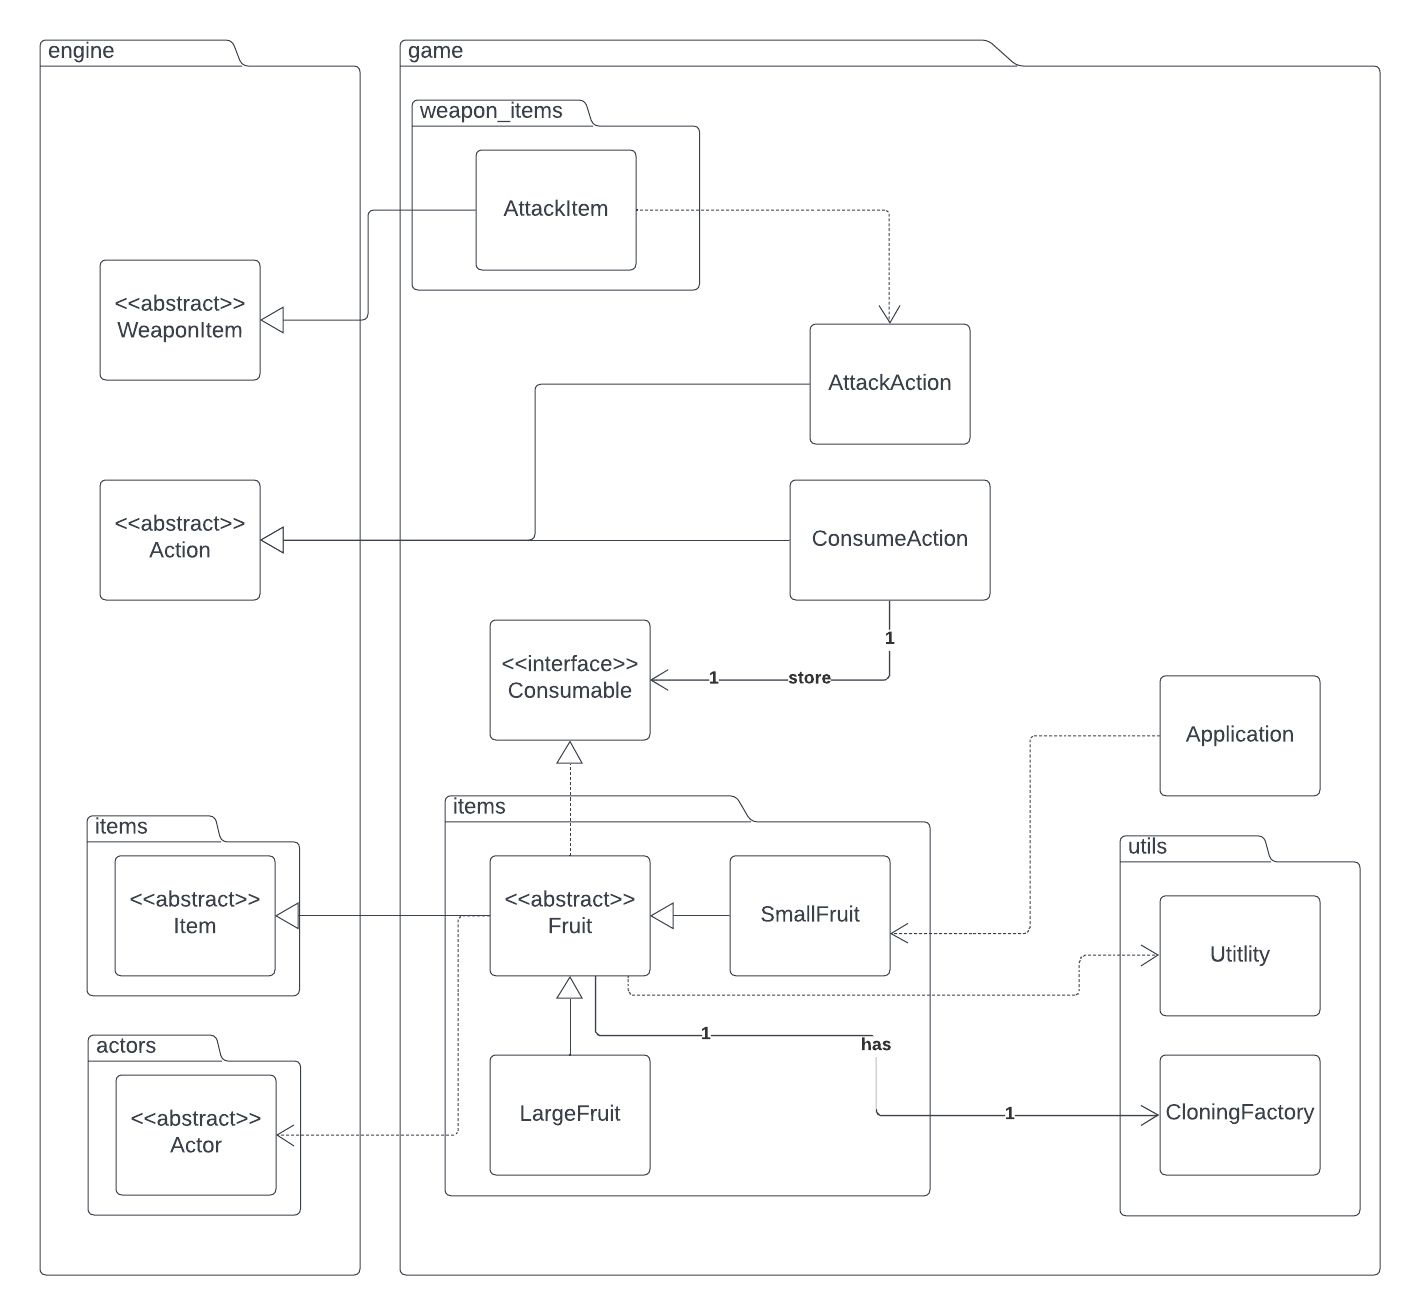 engine
game
weapon_items
AttackItem
<<abstract>>
WeaponItem
AttackAction
<<abstract>>
Action
ConsumeAction
1
<<interface>>
Consumable
1
store
Application
items
<<abstract>>
Item
items
<<abstract>>
Fruit
SmallFruit
utils
Utitlity
1
has
actors
<<abstract>>
Actor
LargeFruit
1
CloningFactory